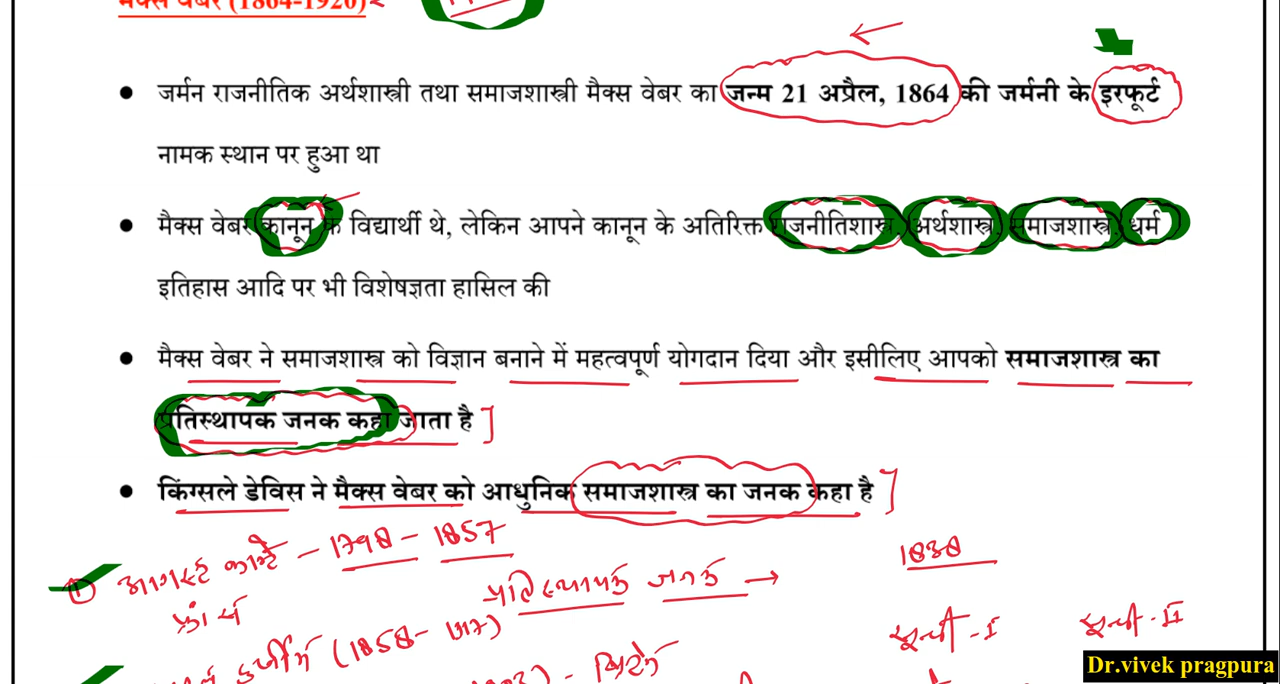 मैक्स वेबर (1864-1920)
• जर्मन राजनीतिक अर्थशास्त्री तथा समाजशास्त्री मैक्स वेबर का जन्म 21 अप्रैल, 1864 की जर्मनी के इरफूर्ट
नामक स्थान पर हुआ था
• मैक्स वेबर कानून के विद्यार्थी थे, लेकिन आपने कानून के अतिरिक्त राजनीतिशास्त्र, अर्थशास्त्र, समाजशास्त्र, धर्म
इतिहास आदि पर भी विशेषज्ञता हासिल की
• मैक्स वेबर ने समाजशास्त्र को विज्ञान बनाने में महत्वपूर्ण योगदान दिया और इसीलिए आपको समाजशास्त्र का
प्रतिस्थापक जनक कहा जाता है ]
• किंग्सले डेविस ने मैक्स वेबर को आधुनिक समाजशास्त्र का जनक कहा है ]
① आगस्ट काम्टे – 1798 – 1857
1838
प्रतिस्थापक जनक →
फ्रांस
(1858-
सूची-I सूची-II
Dr.vivek pragpura